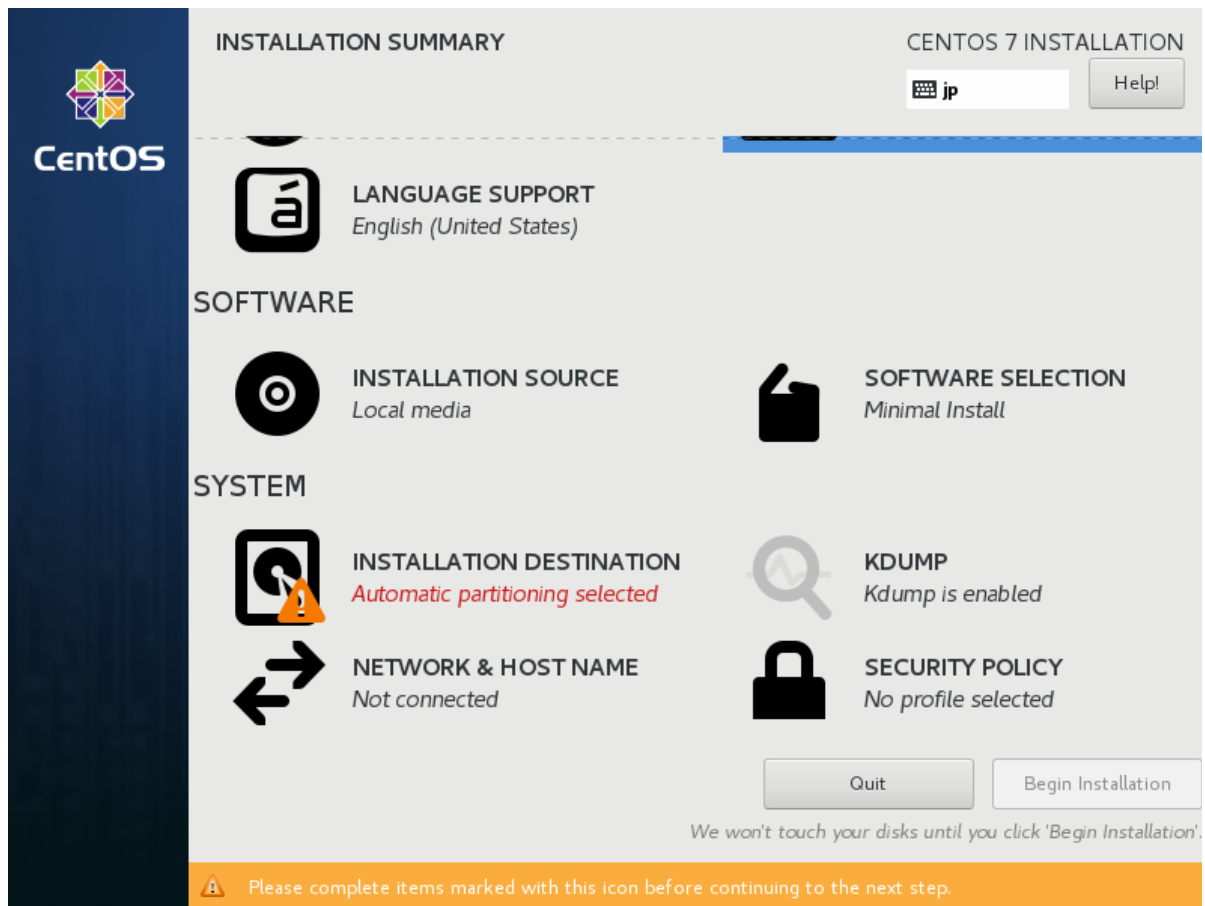 INSTALLATION SUMMARY
CENTOS 7 INSTALLATION
jp
Help!
CentOS
á
LANGUAGE SUPPORT
English (United States)
SOFTWARE
INSTALLATION SOURCE
Local media
SOFTWARE SELECTION
Minimal Install
SYSTEM
INSTALLATION DESTINATION
Automatic partitioning selected
KDUMP
Kdump is enabled
NETWORK & HOST NAME
Not connected
SECURITY POLICY
No profile selected
Quit
Begin Installation
We won't touch your disks until you click 'Begin Installation'.
Please complete items marked with this icon before continuing to the next step.